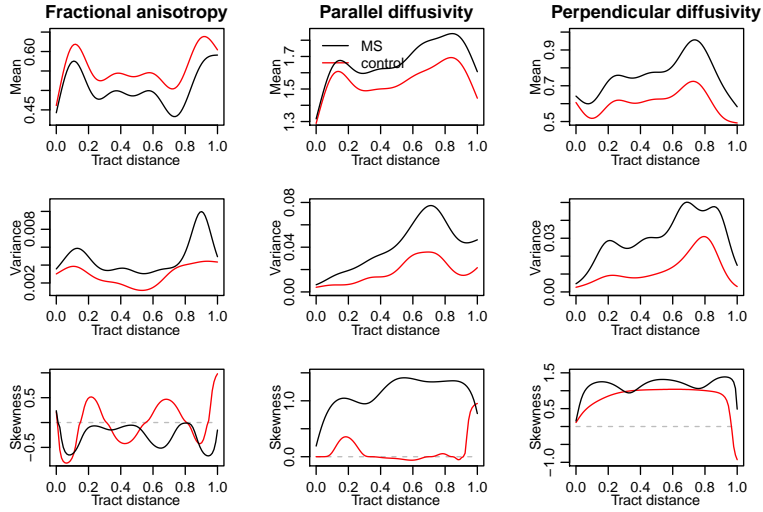 Fractional anisotropy
Parallel diffusivity
Perpendicular diffusivity
Mean
0.45 0.60
0.0 0.2 0.4 0.6 0.8 1.0
Tract distance
Mean
1.3 1.5 1.7
MS
control
0.0 0.2 0.4 0.6 0.8 1.0
Tract distance
Mean
0.5 0.7 0.9
0.0 0.2 0.4 0.6 0.8 1.0
Tract distance
Variance
0.002 0.008
0.0 0.2 0.4 0.6 0.8 1.0
Tract distance
Variance
0.00 0.04 0.08
0.0 0.2 0.4 0.6 0.8 1.0
Tract distance
Variance
0.00 0.03
0.0 0.2 0.4 0.6 0.8 1.0
Tract distance
Skewness
−0.5 0.5
0.0 0.2 0.4 0.6 0.8 1.0
Tract distance
Skewness
0.0 1.0
0.0 0.2 0.4 0.6 0.8 1.0
Tract distance
Skewness
−1.0 0.5 1.5
0.0 0.2 0.4 0.6 0.8 1.0
Tract distance